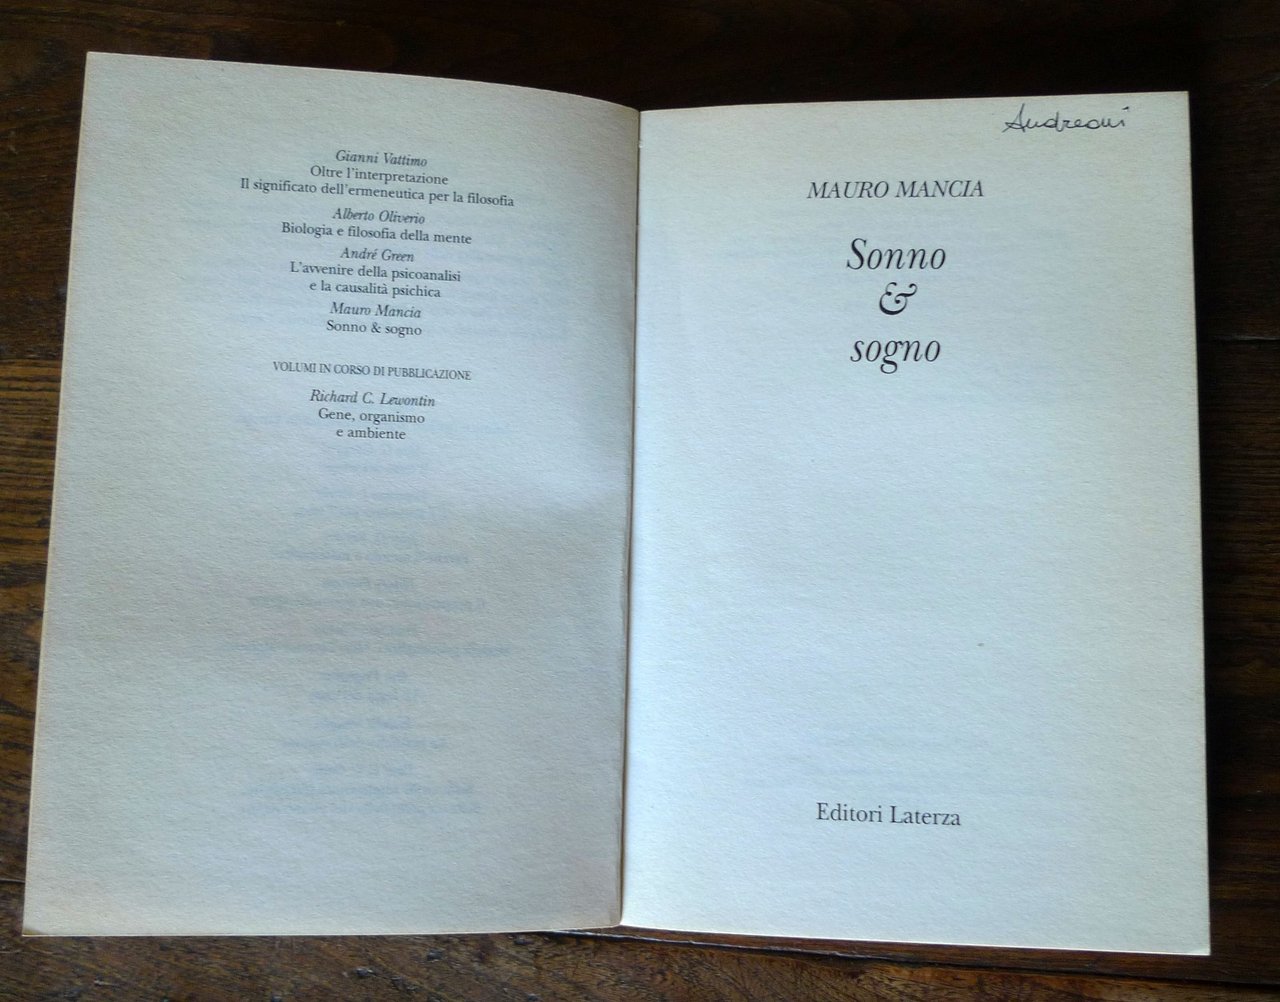 Gianni Vattimo
Oltre l'interpretazione
Il significato dell'ermeneutica per la filosofia
Alberto Oliverio
Biologia e filosofia della mente
André Green
L'avvenire della psicoanalisi
e la causalità psichica
Mauro Mancia
Sonno & sogno
VOLUMI IN CORSO DI PUBBLICAZIONE
Richard C. Lewontin
Gene, organismo
e ambiente
Andreani
MAURO MANCIA
Sonno
&
sogno
Editori Laterza